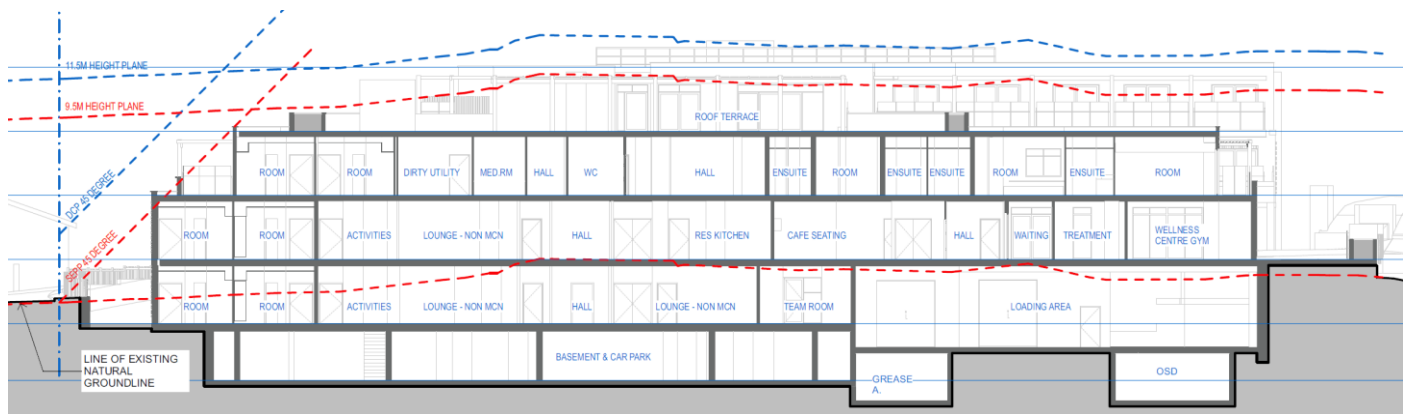 11.5M HEIGHT PLANE
9.5M HEIGHT PLANE
DCP 45 DEGREE
SEPP 45 DEGREE
ROOF TERRACE
ROOM
ROOM
DIRTY UTILITY
MED.RM
HALL
WC
HALL
ENSUITE
ROOM
ENSUITE
ENSUITE
ROOM
ENSUITE
ROOM
ROOM
ROOM
ACTIVITIES
LOUNGE - NON MCN
HALL
RES KITCHEN
CAFE SEATING
HALL
WAITING
TREATMENT
WELLNESS
CENTRE GYM
ROOM
ROOM
ACTIVITIES
LOUNGE - NON MCN
HALL
LOUNGE - NON MCN
TEAM ROOM
LOADING AREA
LINE OF EXISTING
NATURAL
GROUNDLINE
BASEMENT & CAR PARK
GREASE
A.
OSD